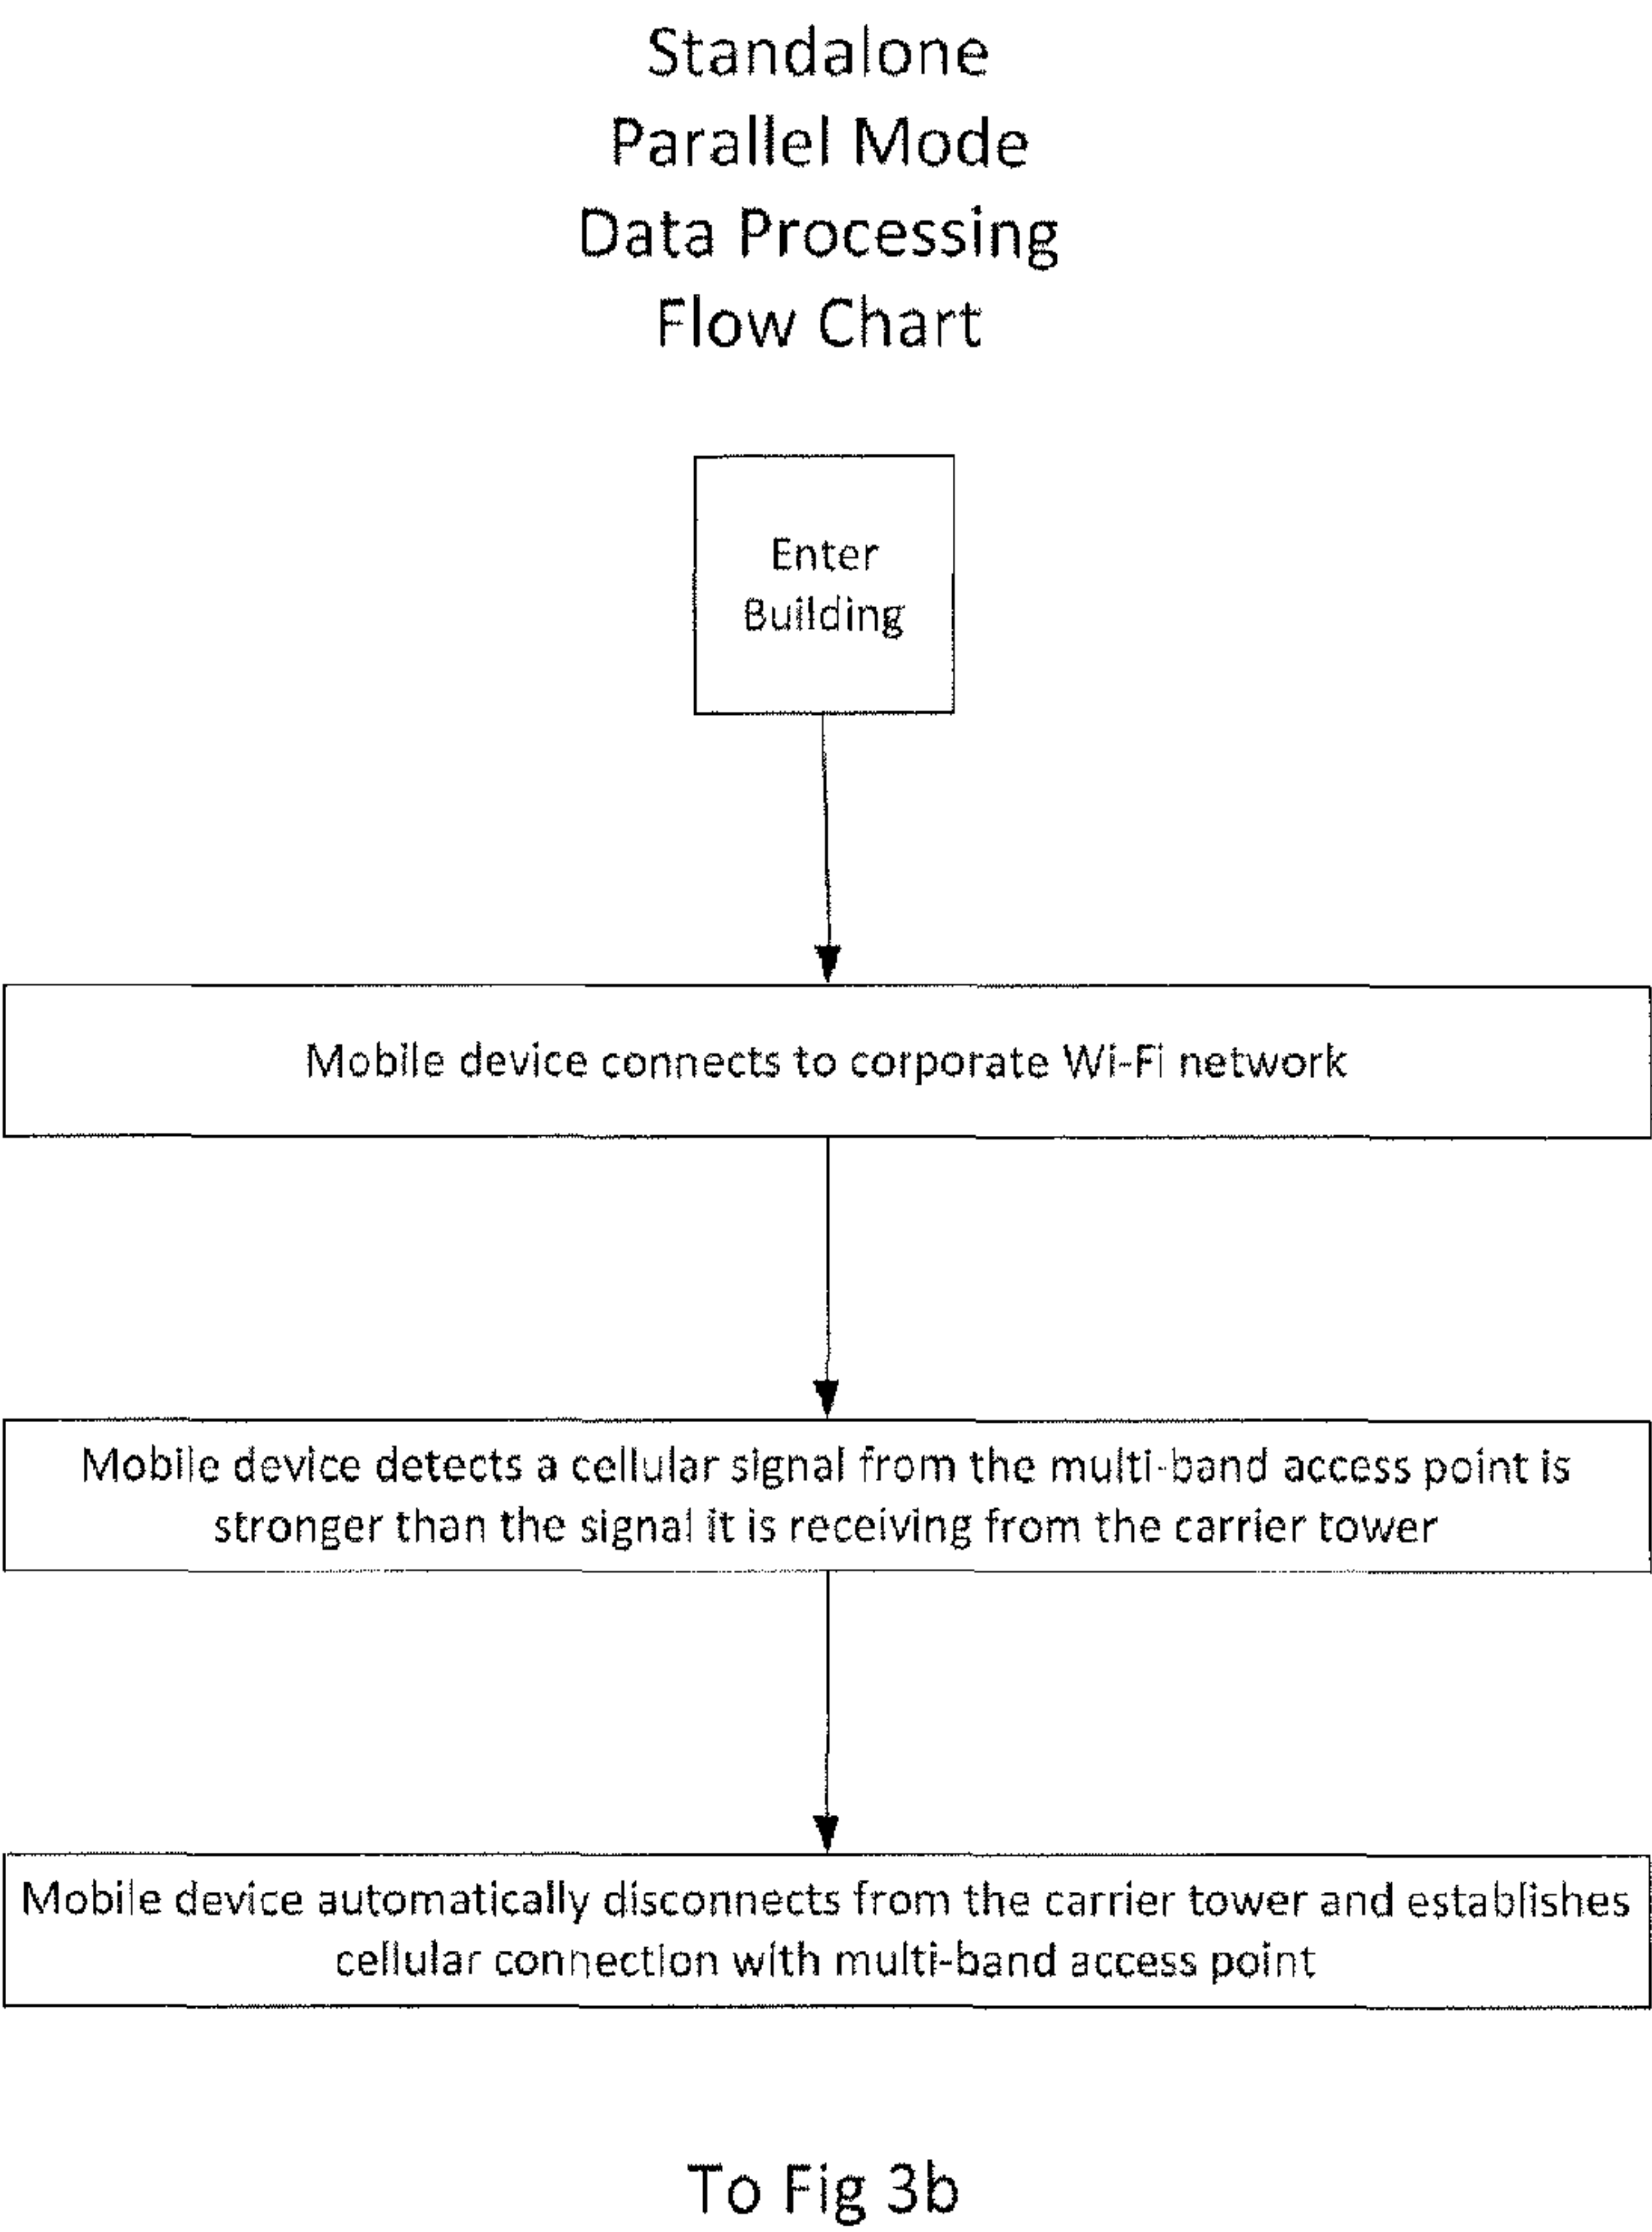 Standalone
Parallel Mode
Data Processing
Flow Chart
Enter
Building
Mobile device connects to corporate Wi-Fi network
Mobile device detects a cellular signal from the multi-band access point is
stronger than the signal it is receiving from the carrier tower
Mobile device automatically disconnects from the carrier tower and establishes
cellular connection with multi-band access point
To Fig 3b